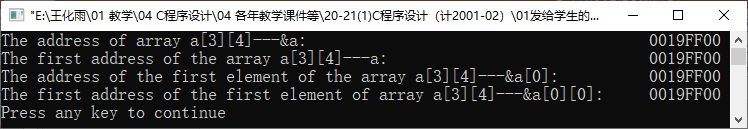 "E:\王化雨\01 教学\04 C程序设计\04 各年教学课件等\20-21(1)C程序设计（计2001-02）\01发给学生的...
The address of array a[3][4]---&a: 0019FF00
The first address of the array a[3][4]---a: 0019FF00
The address of the first element of the array a[3][4]---&a[0]: 0019FF00
The first address of the first element of array a[3][4]---&a[0][0]: 0019FF00
Press any key to continue